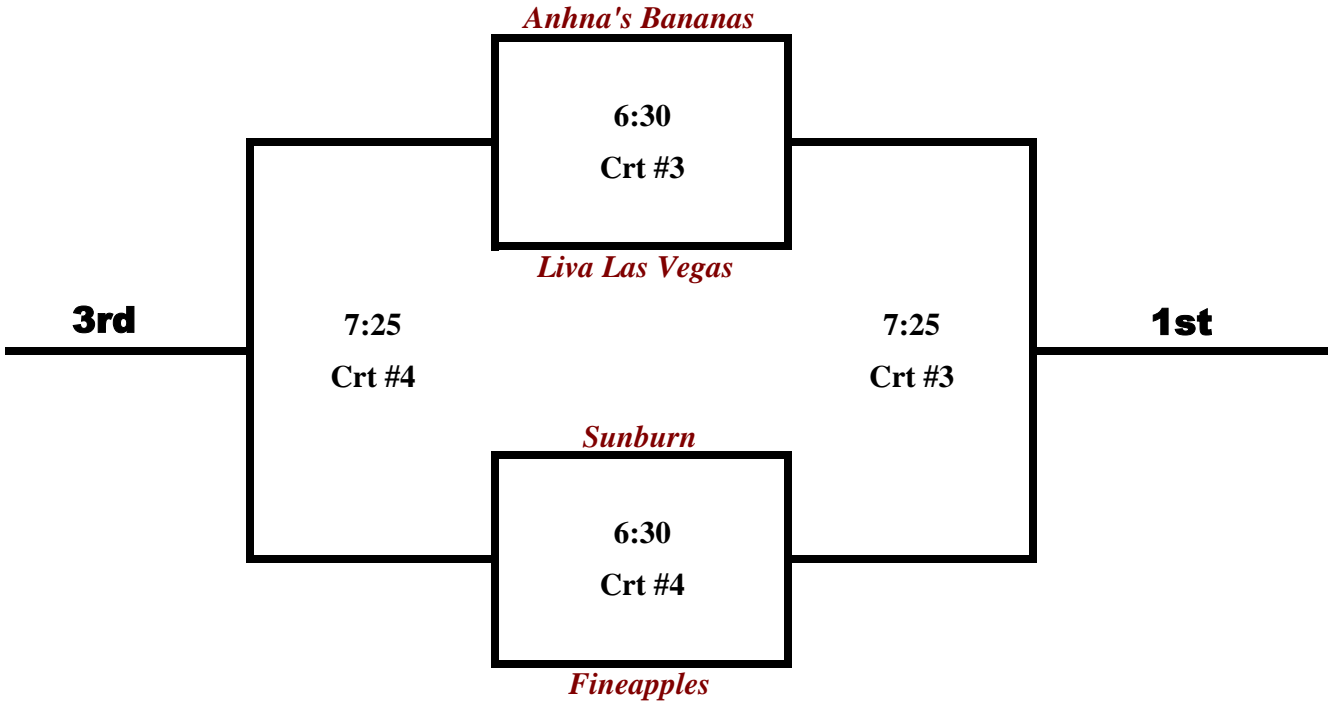 Anhna's Bananas
6:30
Crt #3
Liva Las Vegas
3rd
7:25
Crt #4
7:25
Crt #3
1st
Sunburn
6:30
Crt #4
Fineapples